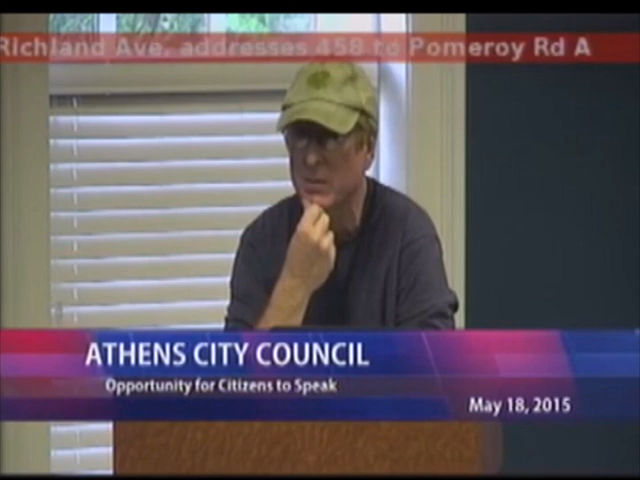 Richland Ave, addresses 458 to Pomeroy Rd A
ATHENS CITY COUNCIL
Opportunity for Citizens to Speak
May 18, 2015